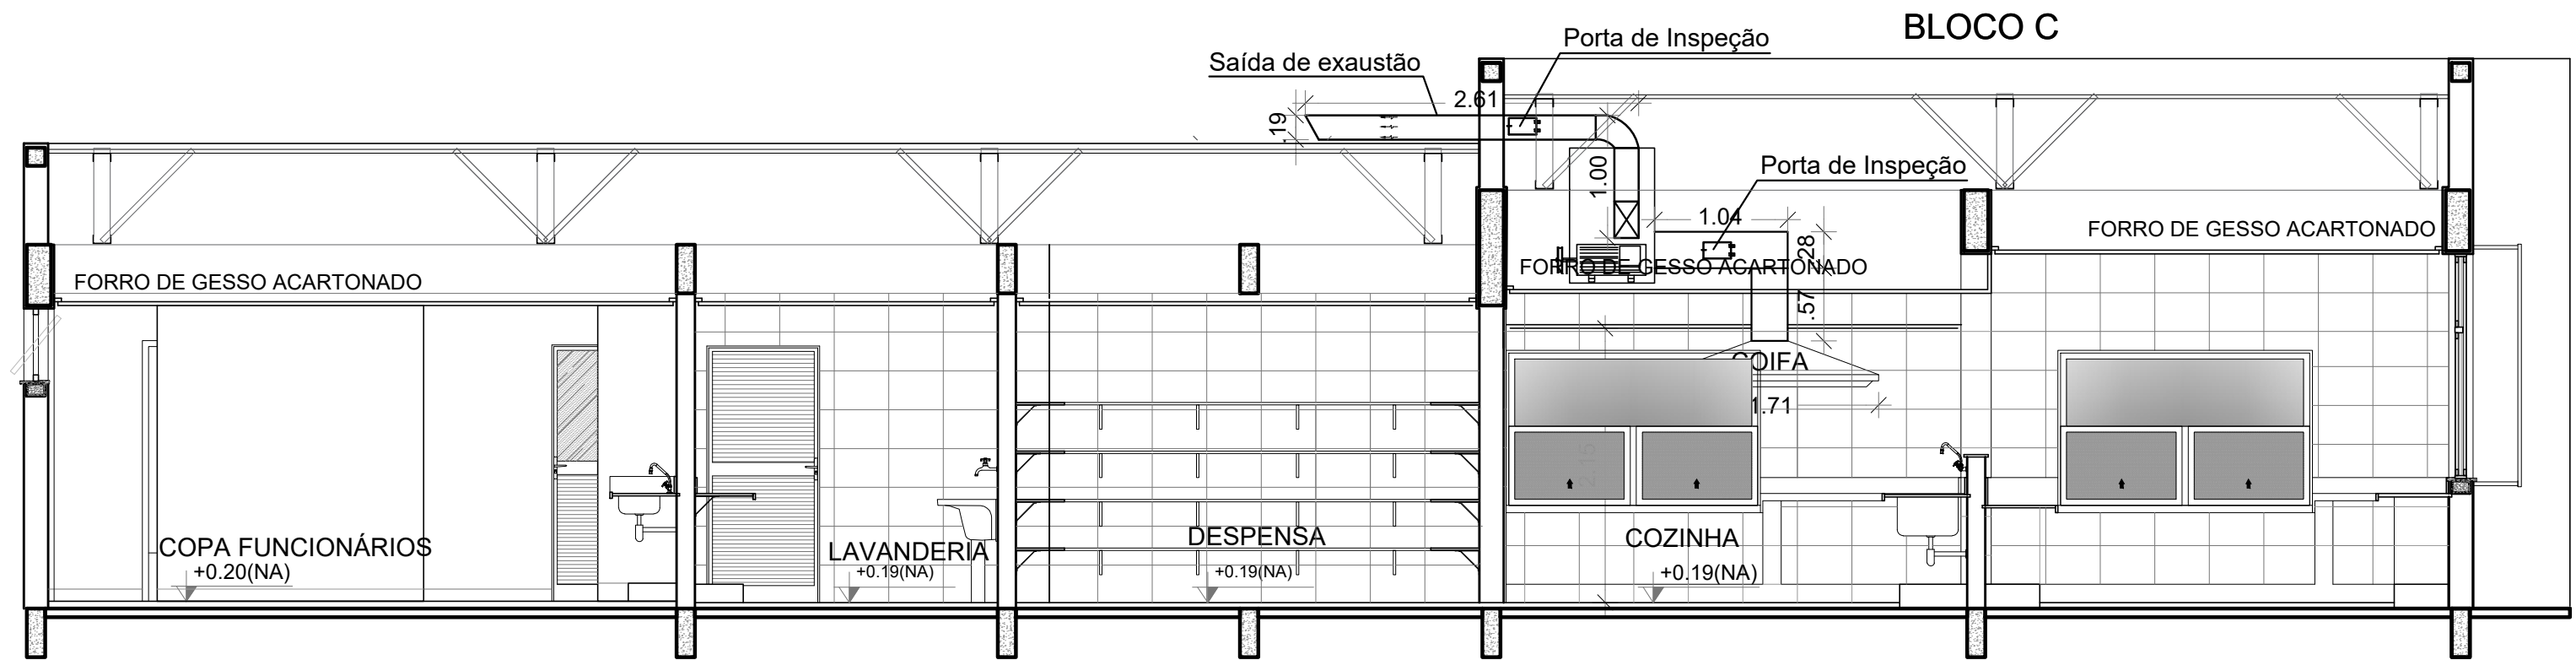 BLOCO C
Porta de Inspeção
Saída de exaustão
2.61
.19
1.00
Porta de Inspeção
1.04
.28
FORRO DE GESSO ACARTONADO
FORRO DE GESSO ACARTONADO
FORRO DE GESSO ACARTONADO
.57
COIFA
1.71
COPA FUNCIONÁRIOS
+0.20(NA)
LAVANDERIA
+0.19(NA)
DESPENSA
+0.19(NA)
COZINHA
+0.19(NA)